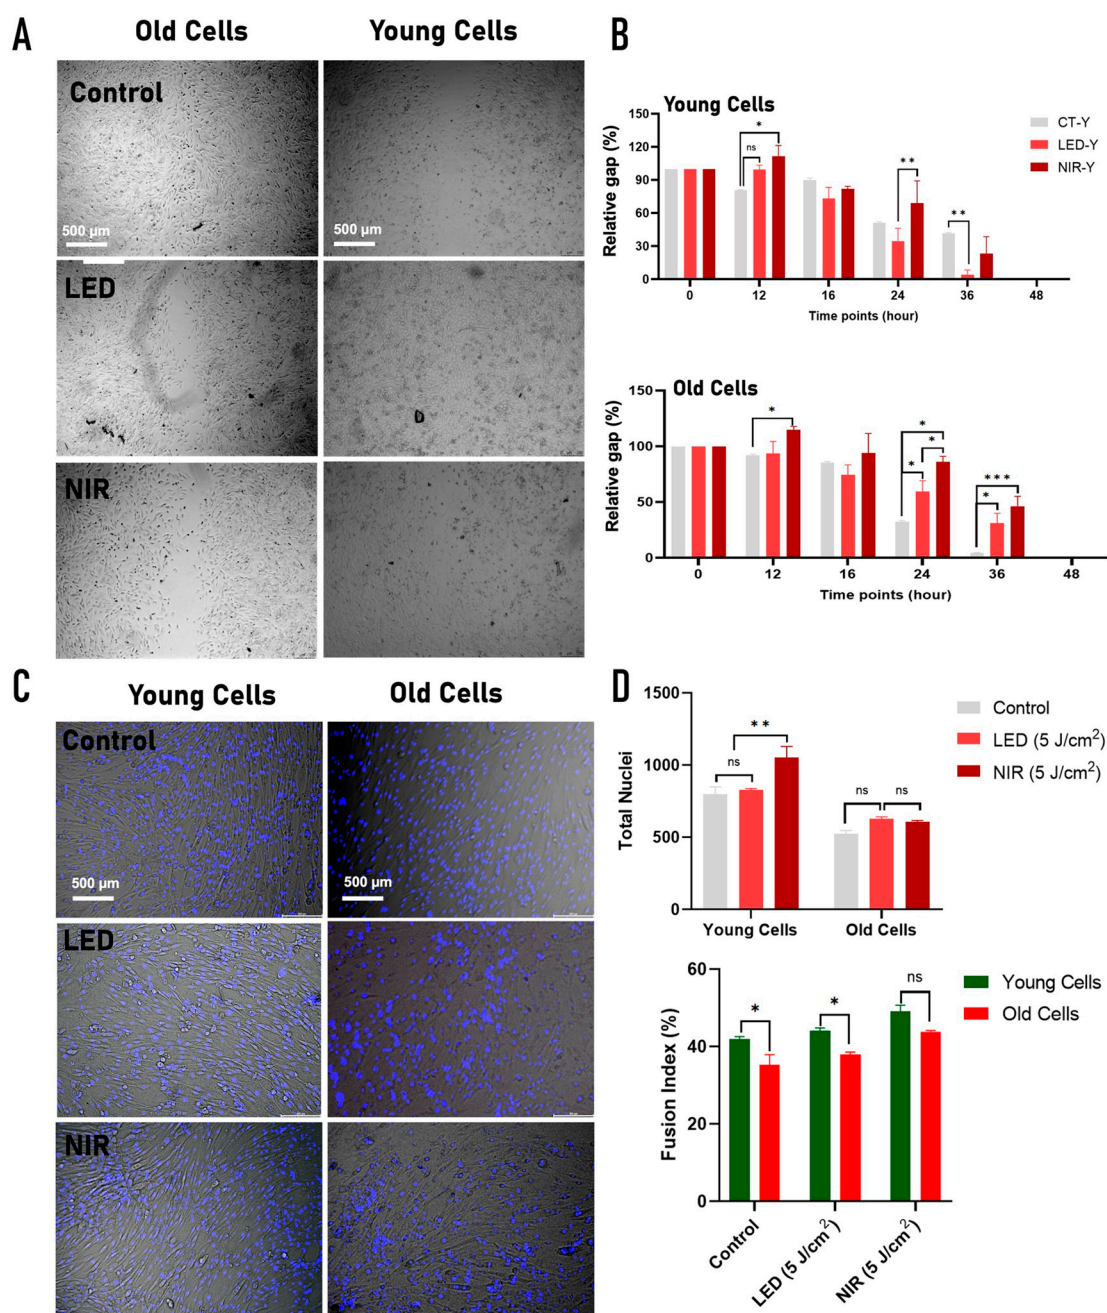 A
Old Cells
Young Cells
Control
500 µm
500 µm
LED
NIR
B
Young Cells
Relative gap (%)
150
120
90
60
30
0
*
ns
**
**
CT-Y
LED-Y
NIR-Y
0 12 16 24 36 48
Time points (hour)
Old Cells
Relative gap (%)
150
100
50
0
*
*
*
*
***
*
0 12 16 24 36 48
Time points (hour)
C
Young Cells
Old Cells
Control
500 µm
500 µm
LED
NIR
D
Total Nuclei
1500
1000
500
0
ns
**
ns
ns
Control
LED (5 J/cm²)
NIR (5 J/cm²)
Young Cells Old Cells
Fusion Index (%)
60
40
20
0
*
*
ns
Young Cells
Old Cells
Control
LED (5 J/cm²)
NIR (5 J/cm²)